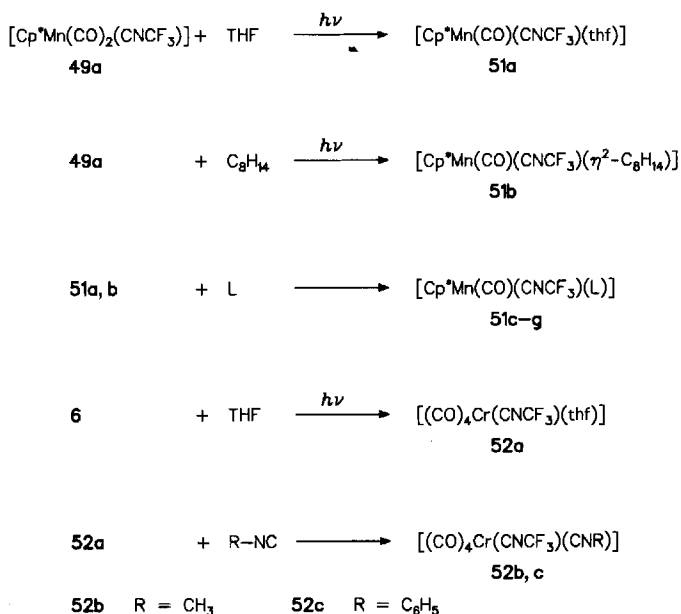 [Cp*Mn(CO)₂(CNCF₃)] + THF hν [Cp*Mn(CO)(CNCF₃)(thf)]
49a 51a
49a + C₈H₁₄ hν [Cp*Mn(CO)(CNCF₃)(η²-C₈H₁₄)]
51b
51a, b + L [Cp*Mn(CO)(CNCF₃)(L)]
51c–g
6 + THF hν [(CO)₄Cr(CNCF₃)(thf)]
52a
52a + R–NC [(CO)₄Cr(CNCF₃)(CNR)]
52b, c
52b R = CH₃ 52c R = C₆H₅